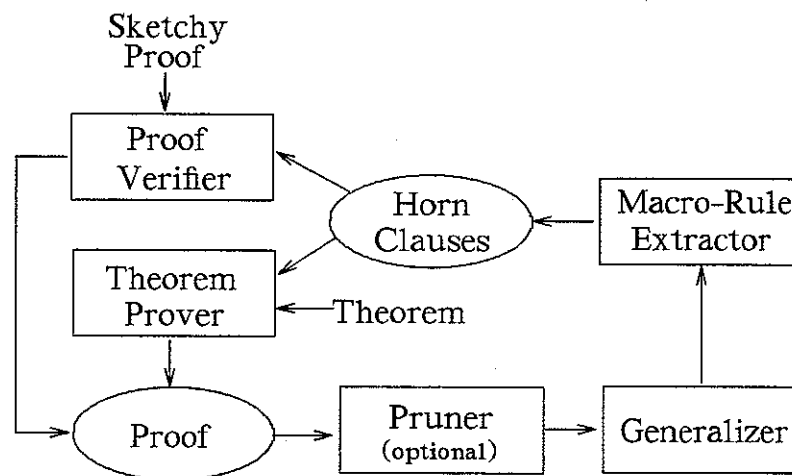 Sketchy
Proof
Proof
Verifier
Horn
Clauses
Macro-Rule
Extractor
Theorem
Prover
Theorem
Proof
Pruner
(optional)
Generalizer